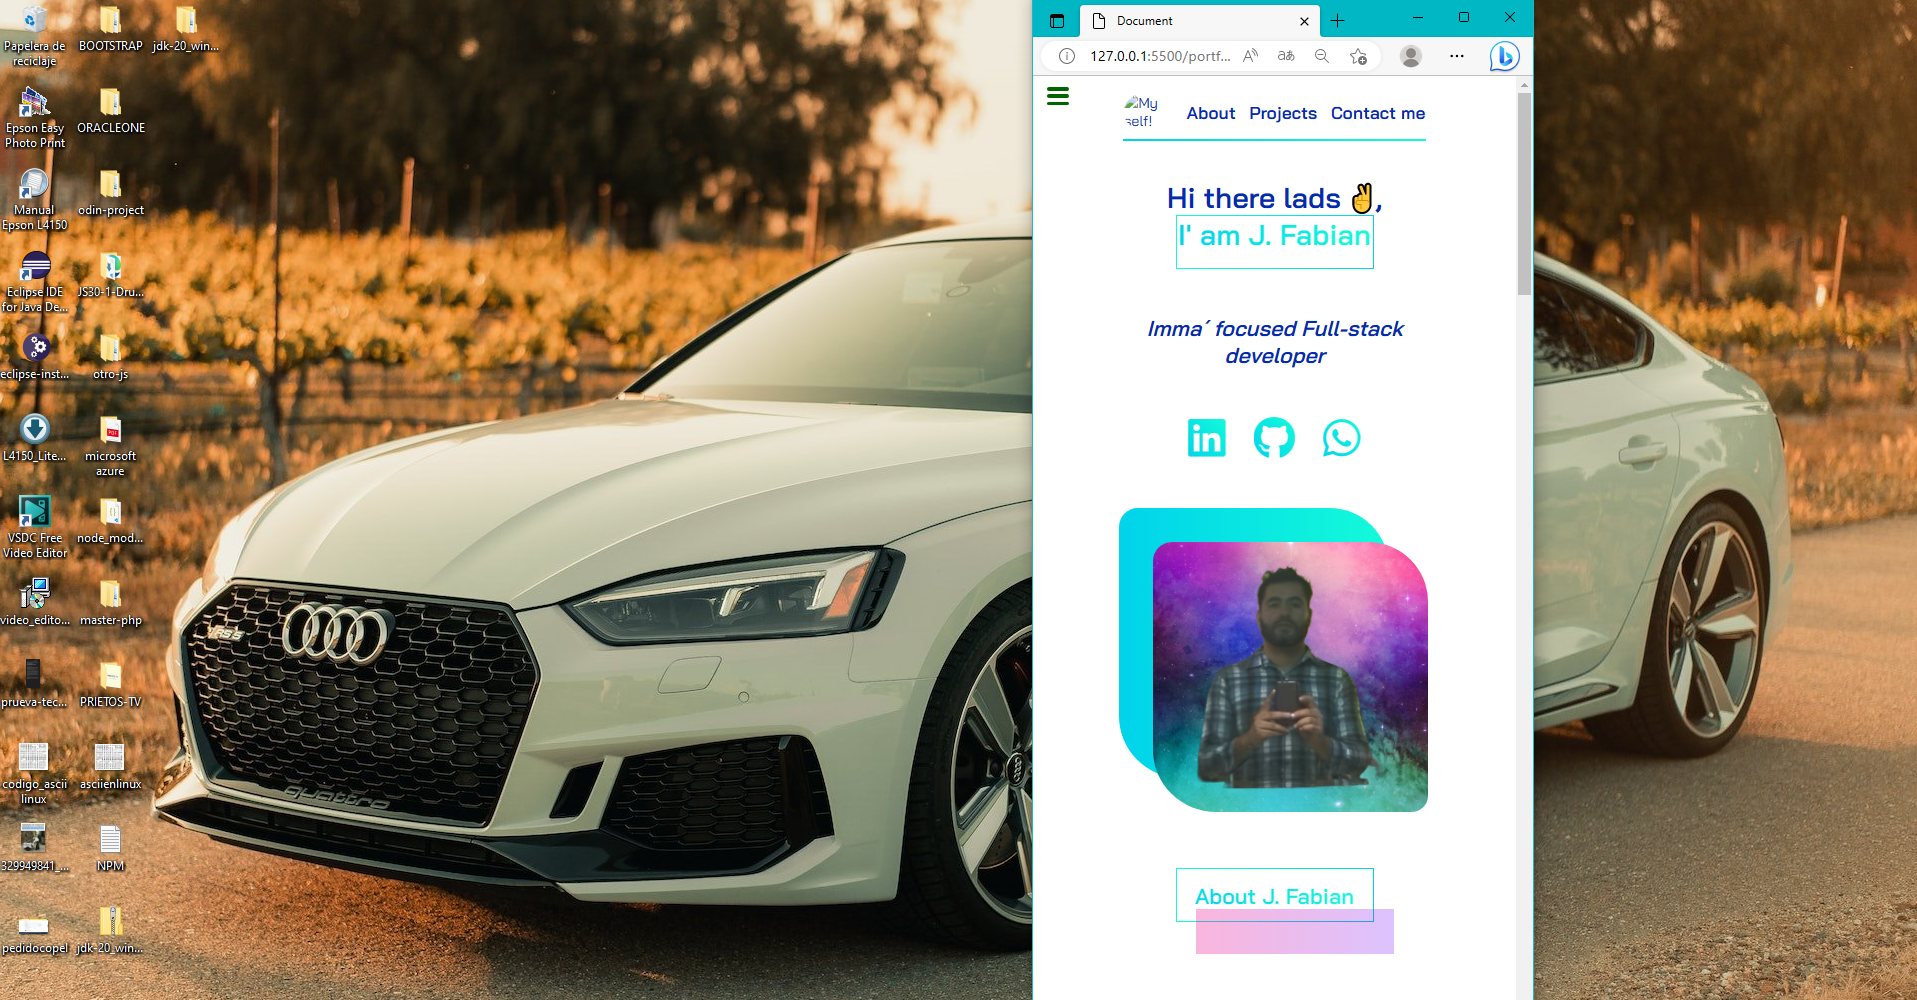 Papelera de
reciclaje
BOOTSTRAP
jdk-20_win...
Epson Easy
Photo Print
ORACLEONE
Manual
Epson L4150
odin-project
Eclipse IDE
for Java De...
JS30-1-Dru...
eclipse-inst...
otro-js
L4150_Lite...
microsoft
azure
VSDC Free
Video Editor
node_mod...
video_edito...
master-php
prueva-tec...
PRIETOS-TV
codigo_ascii
linux
asciienlinux
329949841_...
NPM
pedidocopel
jdk-20_win...
RS5
quattro
Document
127.0.0.1:5500/portf...
My
self!
About
Projects
Contact me
Hi there lads ✌,
I' am J. Fabian
Imma´ focused Full-stack
developer
in
About J. Fabian